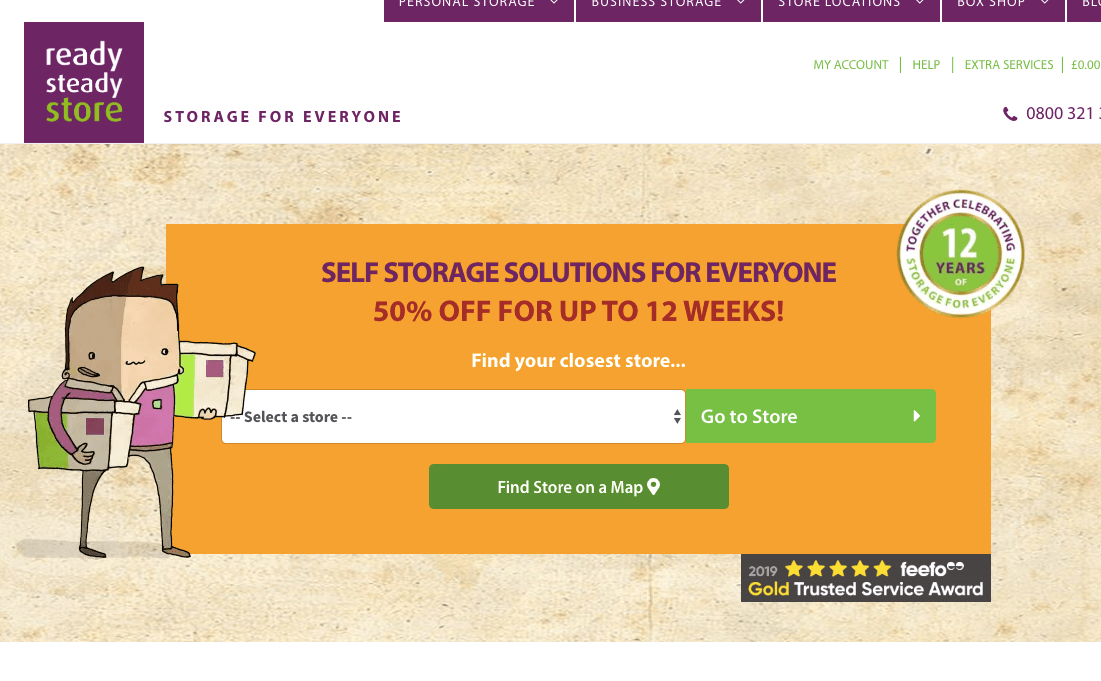 PERSONAL STORAGE
BUSINESS STORAGE
STORE LOCATIONS
BOX SHOP
ready
steady
store
MY ACCOUNT
HELP
EXTRA SERVICES
£0.00
STORAGE FOR EVERYONE
0800 321
TOGETHER CELEBRATING
12
YEARS
OF
STORAGE FOR EVERYONE
SELF STORAGE SOLUTIONS FOR EVERYONE
50% OFF FOR UP TO 12 WEEKS!
Find your closest store...
-- Select a store --
Go to Store
Find Store on a Map
2019 feefo
Gold Trusted Service Award